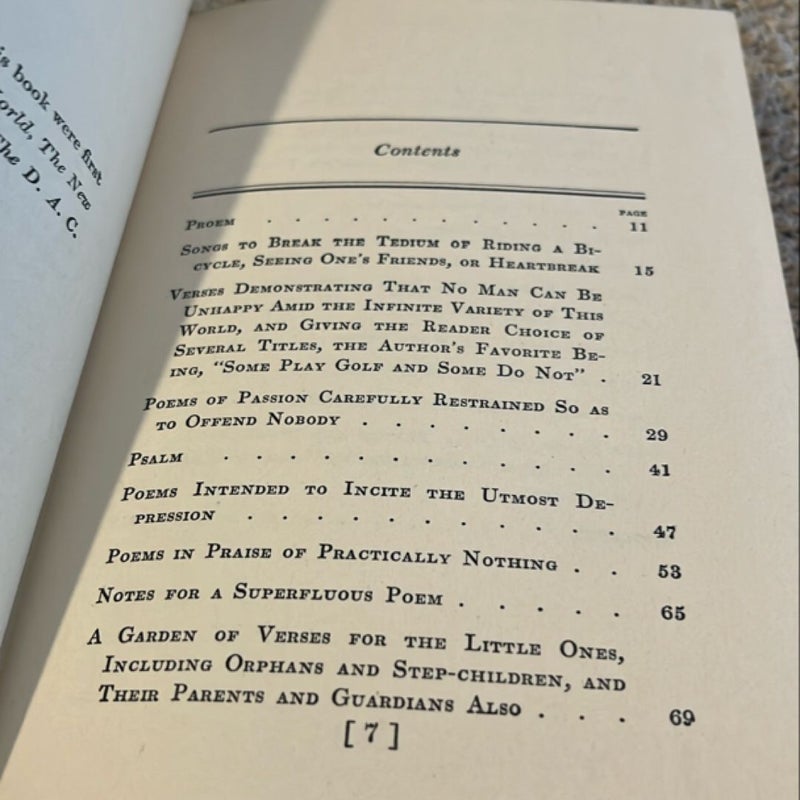 is book were first
World, The New
The D. A. C.
Contents
PAGE
PROEM . . . . . . . . . . . 11
SONGS TO BREAK THE TEDIUM OF RIDING A BI-
CYCLE, SEEING ONE'S FRIENDS, OR HEARTBREAK 15
VERSES DEMONSTRATING THAT NO MAN CAN BE
UNHAPPY AMID THE INFINITE VARIETY OF THIS
WORLD, AND GIVING THE READER CHOICE OF
SEVERAL TITLES, THE AUTHOR'S FAVORITE BE-
ING, "SOME PLAY GOLF AND SOME DO NOT" . 21
POEMS OF PASSION CAREFULLY RESTRAINED SO AS
TO OFFEND NOBODY . . . . . . . 29
PSALM . . . . . . . . . . . 41
POEMS INTENDED TO INCITE THE UTMOST DE-
PRESSION . . . . . . . . . . 47
POEMS IN PRAISE OF PRACTICALLY NOTHING . . 53
NOTES FOR A SUPERFLUOUS POEM . . . . . 65
A GARDEN OF VERSES FOR THE LITTLE ONES,
INCLUDING ORPHANS AND STEP-CHILDREN, AND
THEIR PARENTS AND GUARDIANS ALSO . . . 69
[ 7 ]